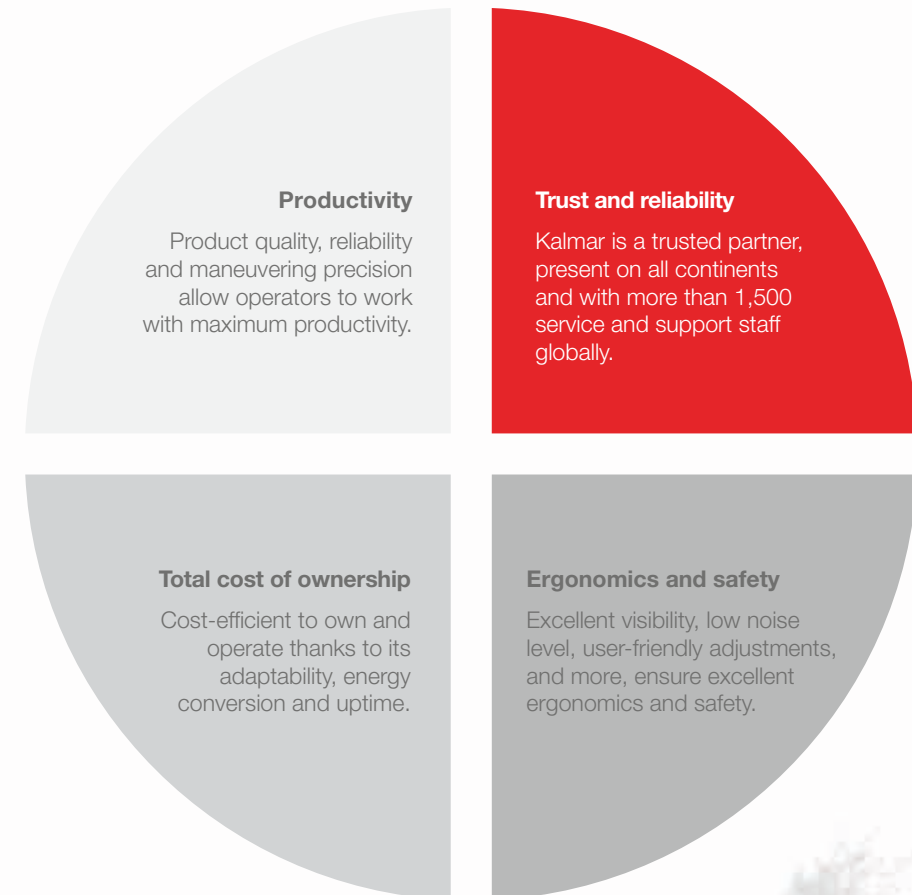 Productivity
Product quality, reliability
and maneuvering precision
allow operators to work
with maximum productivity.
Trust and reliability
Kalmar is a trusted partner,
present on all continents
and with more than 1,500
service and support staff
globally.
Total cost of ownership
Cost-efficient to own and
operate thanks to its
adaptability, energy
conversion and uptime.
Ergonomics and safety
Excellent visibility, low noise
level, user-friendly adjustments,
and more, ensure excellent
ergonomics and safety.